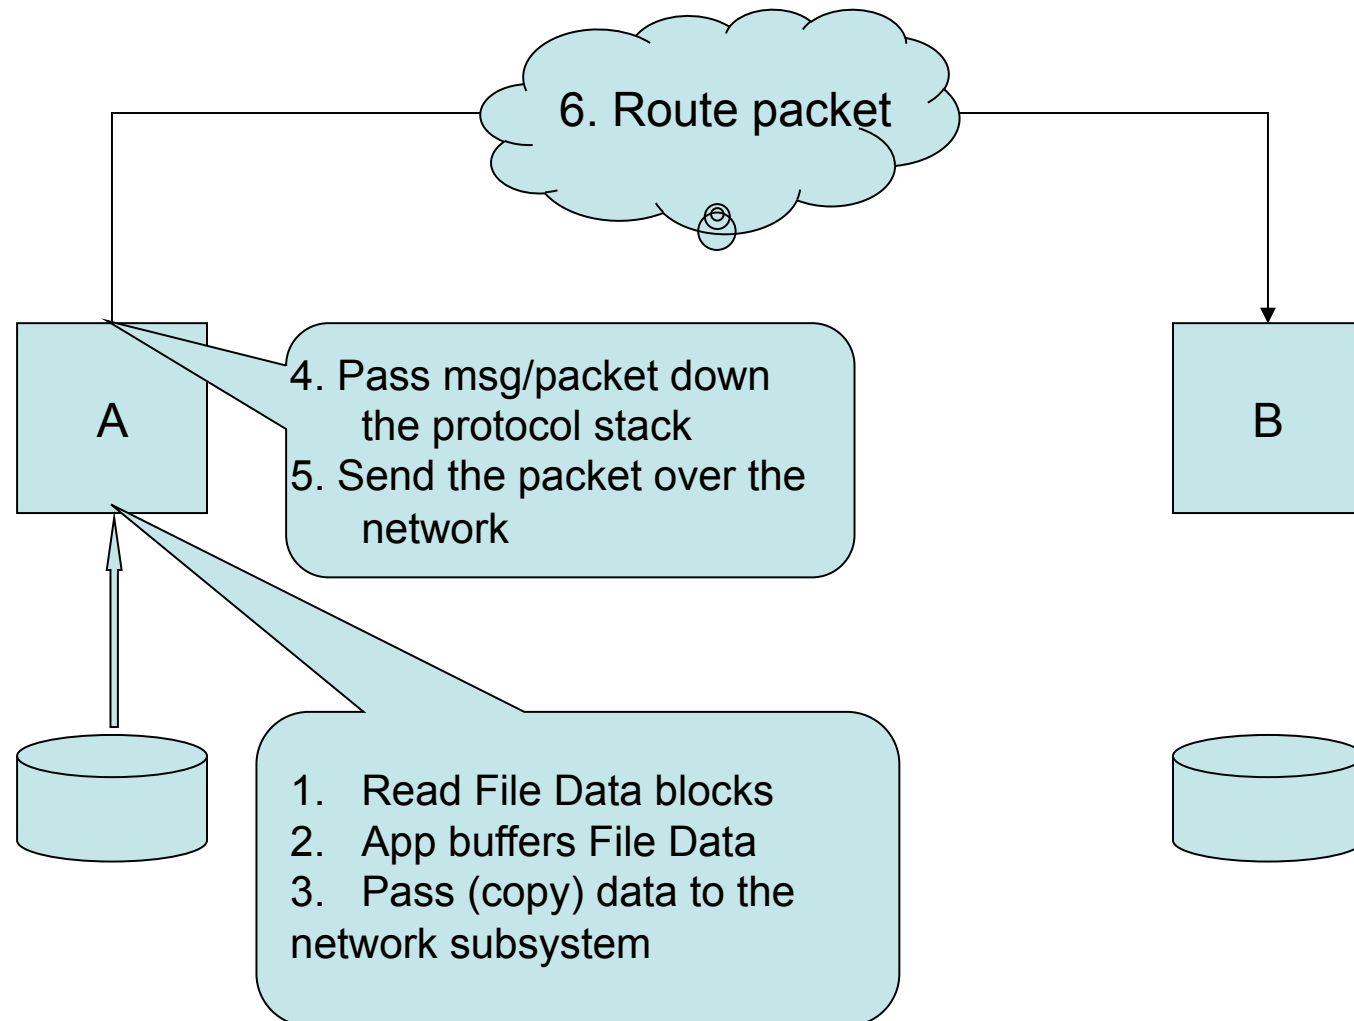 6. Route packet
4. Pass msg/packet down
the protocol stack
5. Send the packet over the
network
A
B
1. Read File Data blocks
2. App buffers File Data
3. Pass (copy) data to the
network subsystem